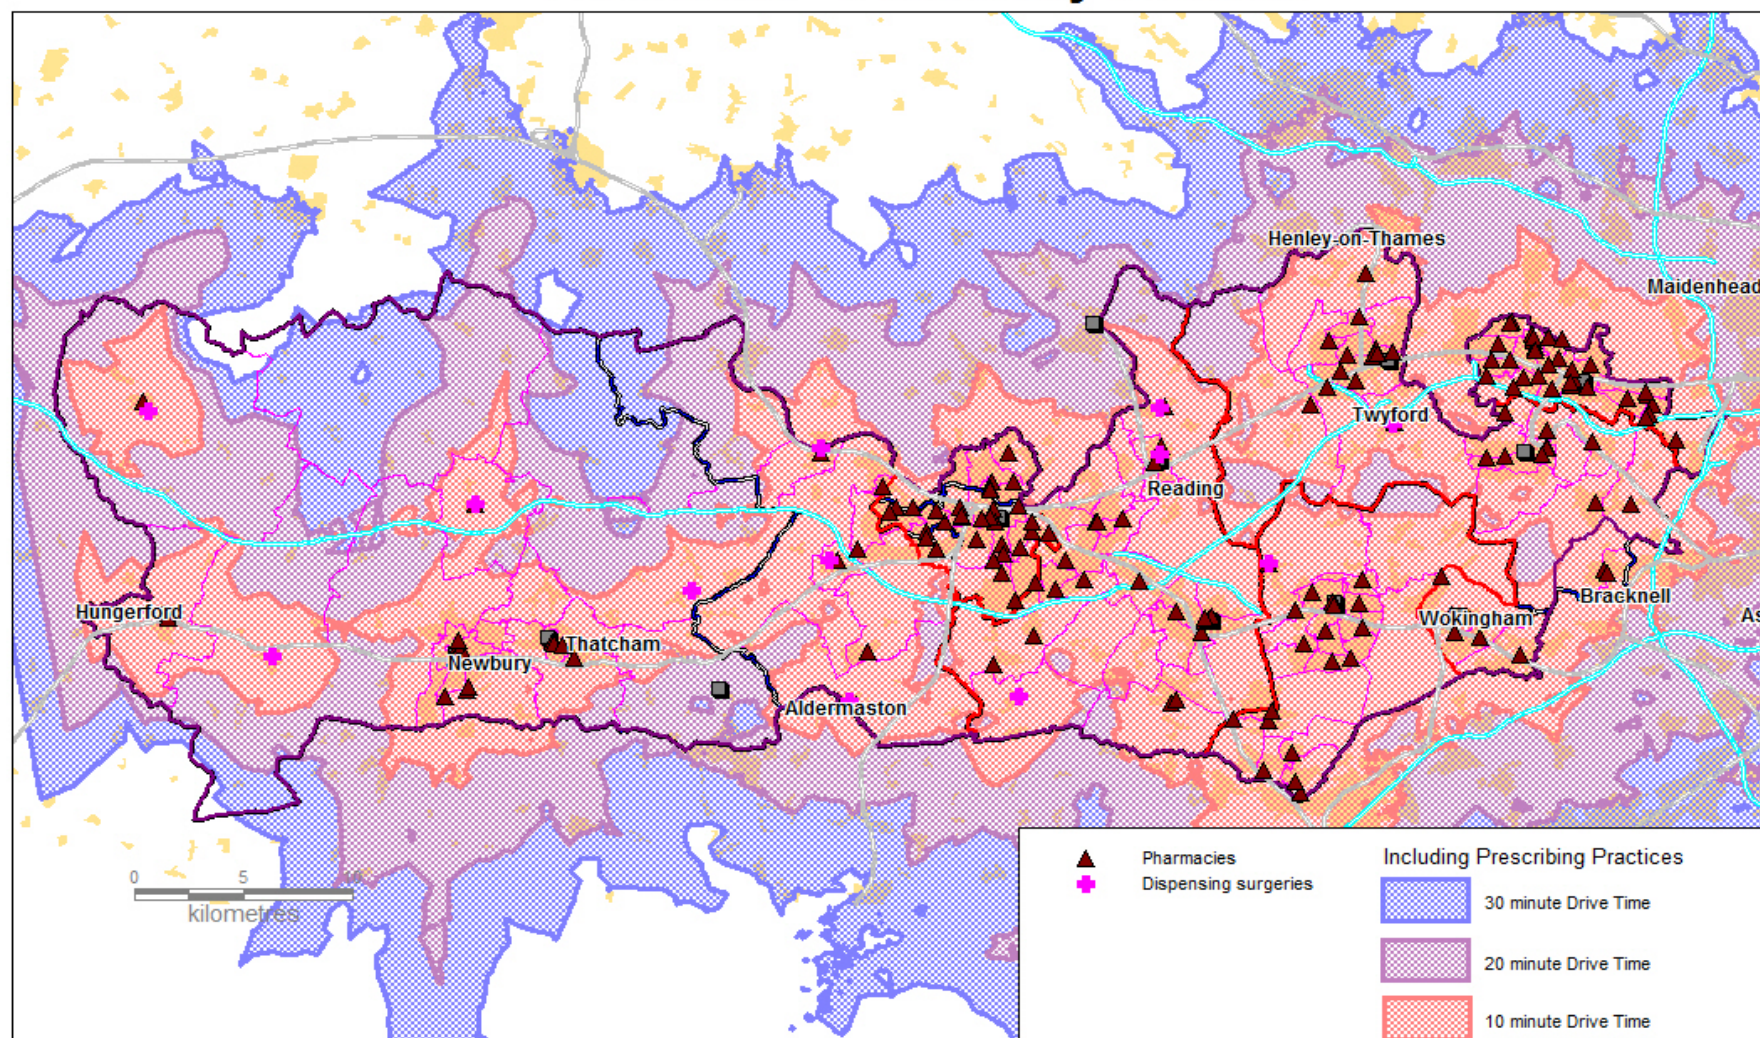 Henley-on-Thames
Maidenhead
Twyford
Reading
Hungerford
Thatcham
Newbury
Aldermaston
Wokingham
Bracknell
As
0 5
kilometres
Pharmacies
Dispensing surgeries
Including Prescribing Practices
30 minute Drive Time
20 minute Drive Time
10 minute Drive Time